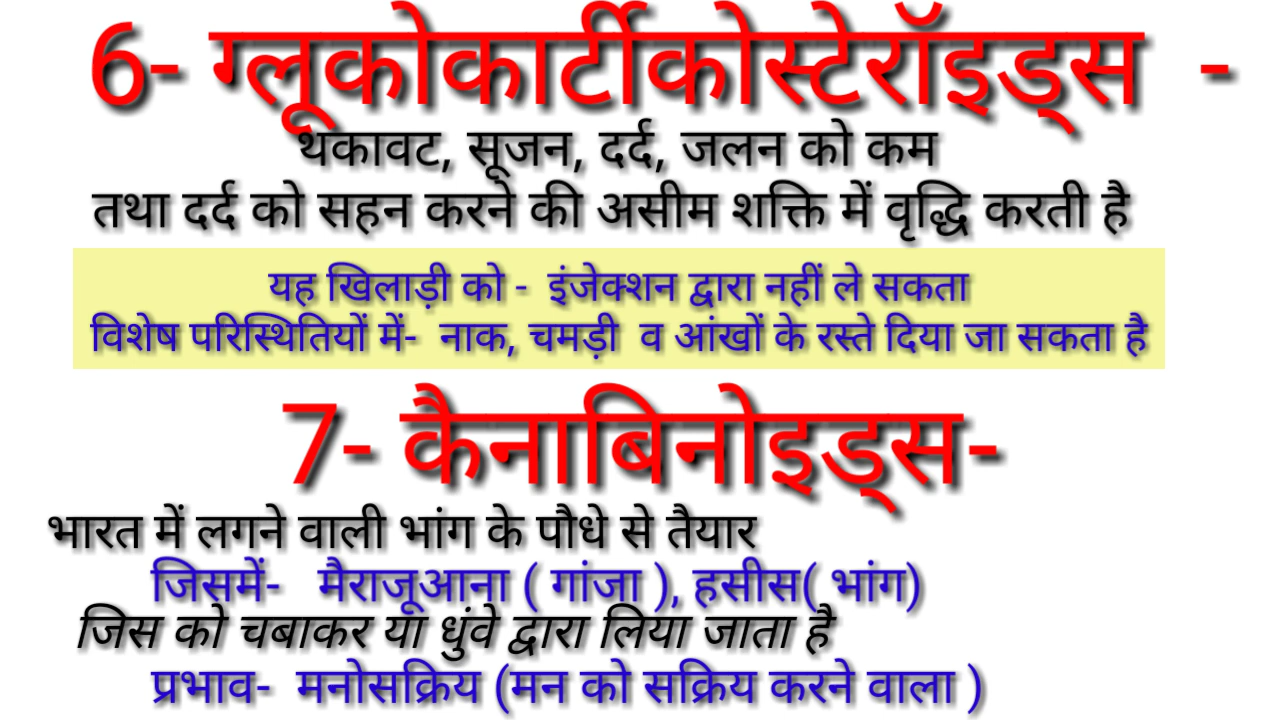 6- ग्लूकोकार्टीकोस्टेरॉइड्स -
थकावट, सूजन, दर्द, जलन को कम
तथा दर्द को सहन करने की असीम शक्ति में वृद्धि करती है
यह खिलाड़ी को - इंजेक्शन द्वारा नहीं ले सकता
विशेष परिस्थितियों में- नाक, चमड़ी व आंखों के रस्ते दिया जा सकता है
7- कैनाबिनोइड्स-
भारत में लगने वाली भांग के पौधे से तैयार
जिसमें- मैराजूआना ( गांजा ), हसीस( भांग)
जिस को चबाकर या धुंवे द्वारा लिया जाता है
प्रभाव- मनोसक्रिय (मन को सक्रिय करने वाला )